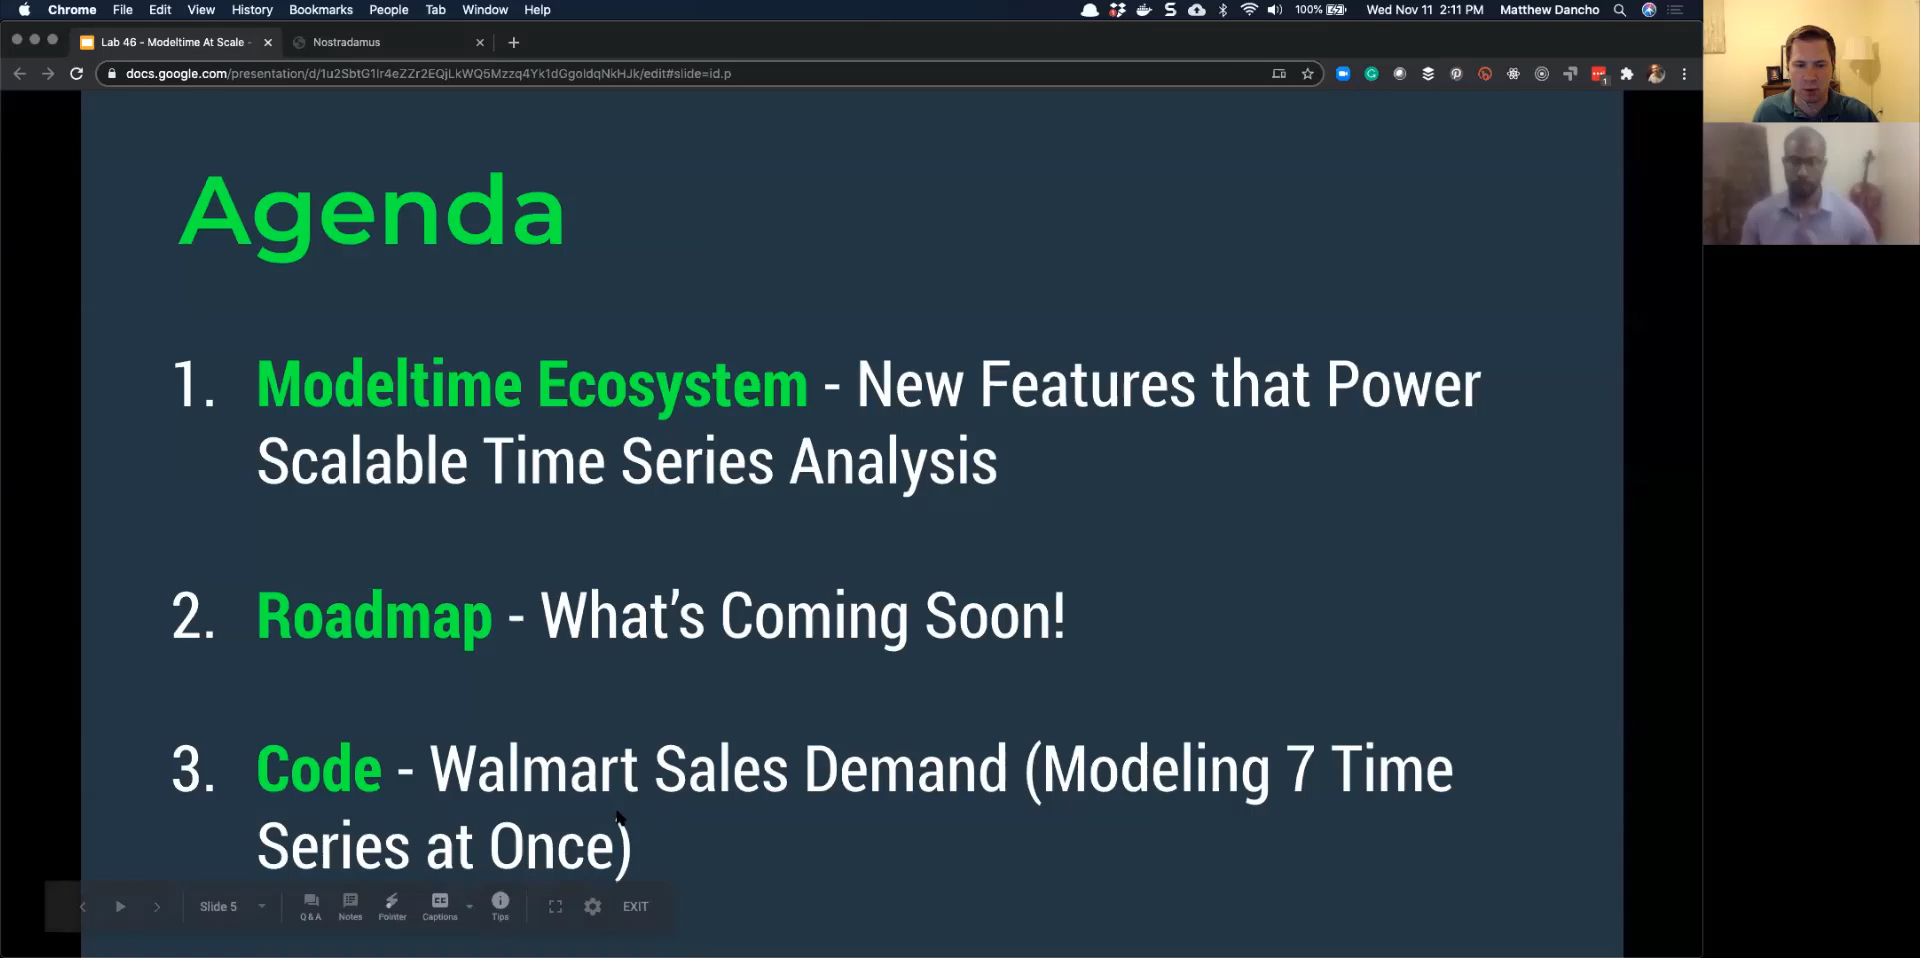 Chrome File Edit View History Bookmarks People Tab Window Help 100% Wed Nov 11 2:11 PM Matthew Dancho
Lab 46 - Modeltime At Scale - Nostradamus
docs.google.com/presentation/d/1u2SbtG1Ir4eZZr2EQjLkWQ5Mzzq4Yk1dGgoldqNkHJk/edit#slide=id.p
Agenda
1. Modeltime Ecosystem - New Features that Power
Scalable Time Series Analysis
2. Roadmap - What's Coming Soon!
3. Code - Walmart Sales Demand (Modeling 7 Time
Series at Once)
Slide 5 Q & A Notes Pointer Captions Tips EXIT